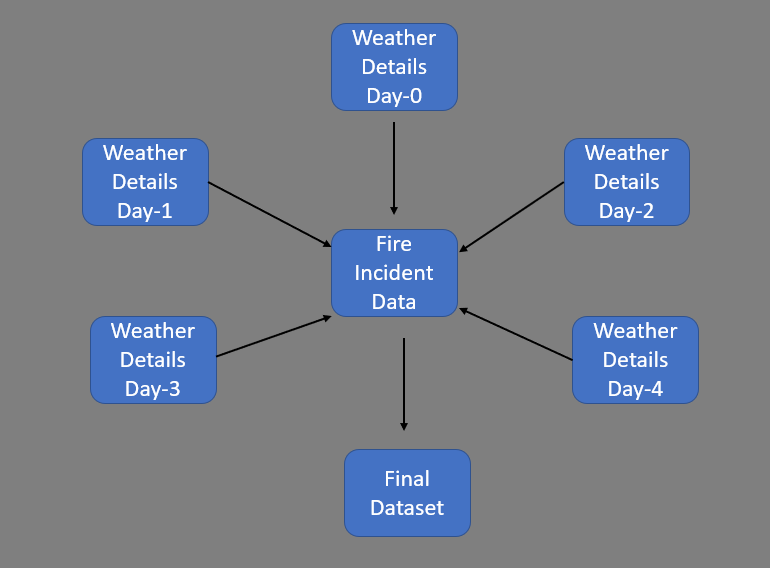 Weather
Details
Day-0
Weather
Details
Day-1
Weather
Details
Day-2
Fire
Incident
Data
Weather
Details
Day-3
Weather
Details
Day-4
Final
Dataset